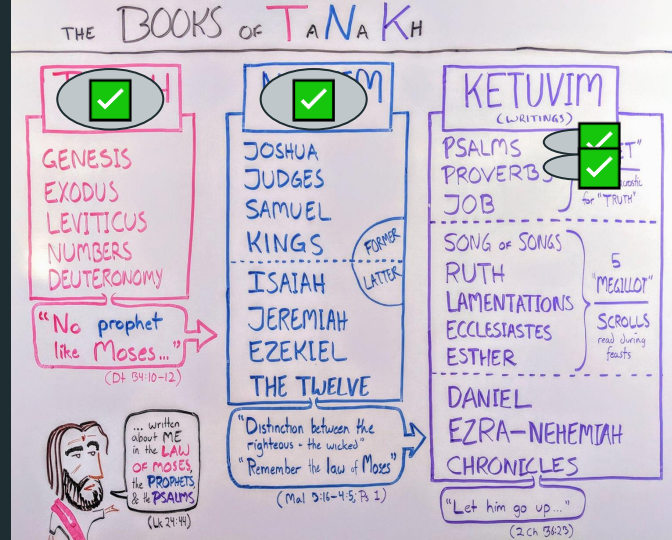 THE BOOKS OF TANAKH
GENESIS
EXODUS
LEVITICUS
NUMBERS
DEUTERONOMY
"No prophet
like Moses..."
(Dt 34:10-12)
... written
about ME
in the LAW
OF MOSES,
the PROPHETS,
& the PSALMS
(Lk 24:44)
JOSHUA
JUDGES
SAMUEL
KINGS
FORMER
LATTER
ISAIAH
JEREMIAH
EZEKIEL
THE TWELVE
"Distinction between the
righteous + the wicked"
"Remember the law of Moses"
(Mal 3:16-4:5; Ps 1)
KETUVIM
(WRITINGS)
PSALMS
PROVERBS
JOB
for "TRUTH"
SONG OF SONGS
RUTH
LAMENTATIONS
ECCLESIASTES
ESTHER
5
"MEGILLOT"
SCROLLS
read during
feasts
DANIEL
EZRA-NEHEMIAH
CHRONICLES
"Let him go up..."
(2 Ch 36:23)